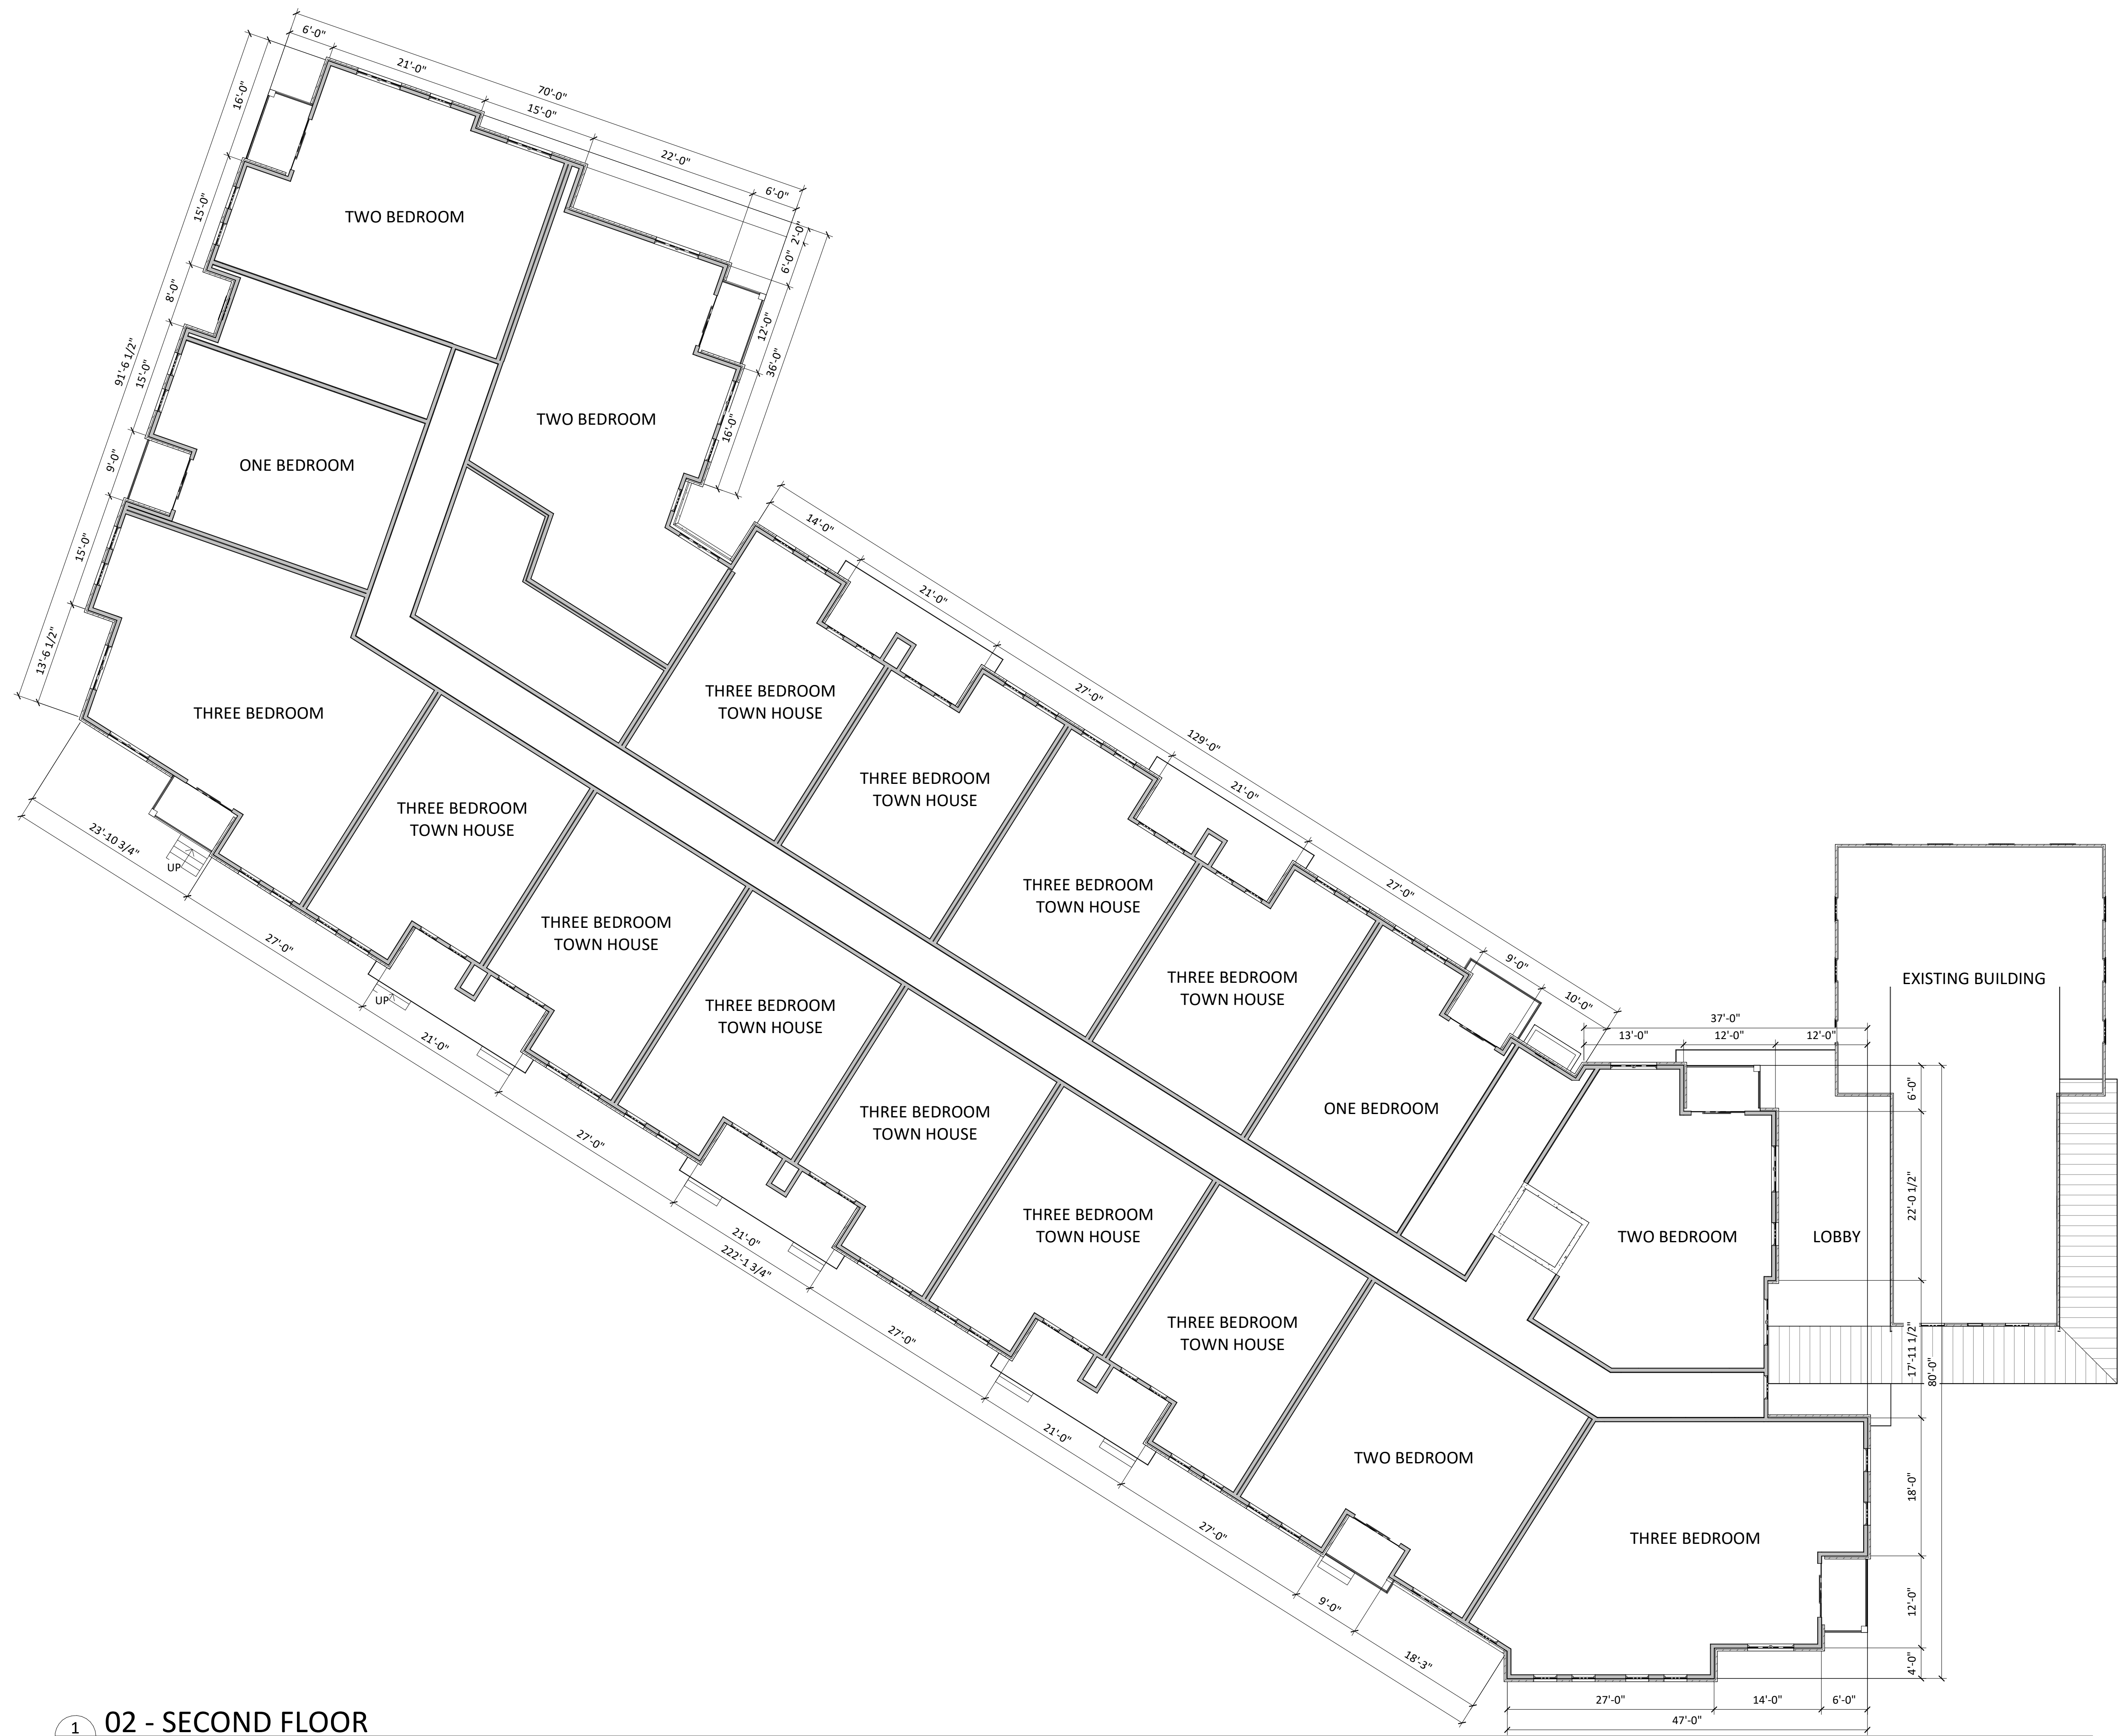 6'-0"
21'-0"
70'-0"
15'-0"
22'-0"
6'-0"
16'-0"
15'-0"
8'-0"
91'-6 1/2"
15'-0"
9'-0"
15'-0"
13'-6 1/2"
2'-0"
6'-0"
12'-0"
36'-0"
16'-0"
TWO BEDROOM
TWO BEDROOM
ONE BEDROOM
THREE BEDROOM
14'-0"
21'-0"
27'-0"
129'-0"
21'-0"
27'-0"
9'-0"
10'-0"
THREE BEDROOM
TOWN HOUSE
THREE BEDROOM
TOWN HOUSE
THREE BEDROOM
TOWN HOUSE
THREE BEDROOM
TOWN HOUSE
ONE BEDROOM
THREE BEDROOM
TOWN HOUSE
THREE BEDROOM
TOWN HOUSE
THREE BEDROOM
TOWN HOUSE
THREE BEDROOM
TOWN HOUSE
THREE BEDROOM
TOWN HOUSE
THREE BEDROOM
TOWN HOUSE
TWO BEDROOM
THREE BEDROOM
TWO BEDROOM
LOBBY
EXISTING BUILDING
37'-0"
13'-0"
12'-0"
12'-0"
6'-0"
22'-0 1/2"
17'-11 1/2"
80'-0"
18'-0"
12'-0"
4'-0"
UP
UP
23'-10 3/4"
27'-0"
21'-0"
27'-0"
21'-0"
222'-1 3/4"
27'-0"
21'-0"
27'-0"
9'-0"
18'-3"
27'-0"
14'-0"
6'-0"
47'-0"
1
02 - SECOND FLOOR